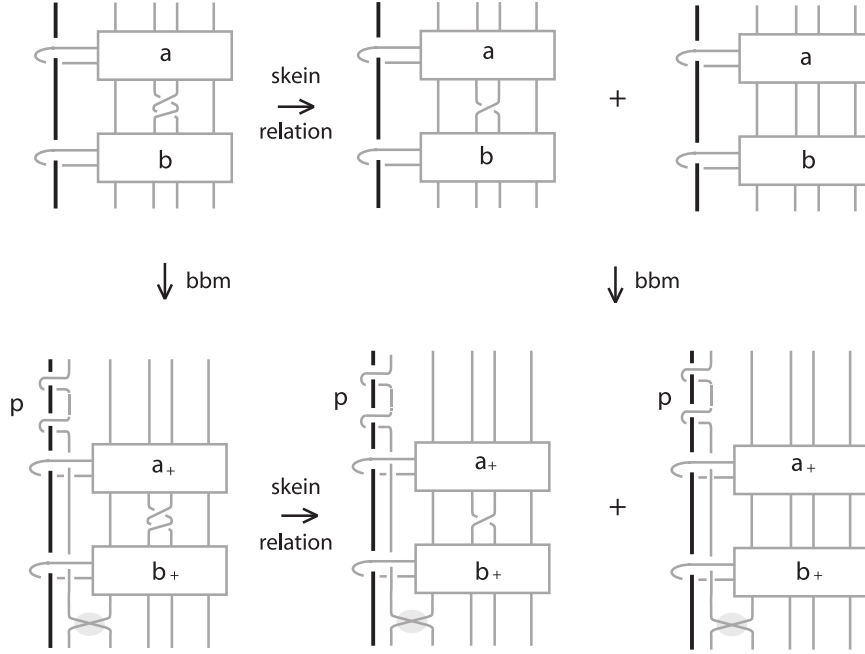 a
b
skein
relation
a
b
+
a
b
bbm
bbm
p
a+
b+
skein
relation
p
a+
b+
+
p
a+
b+